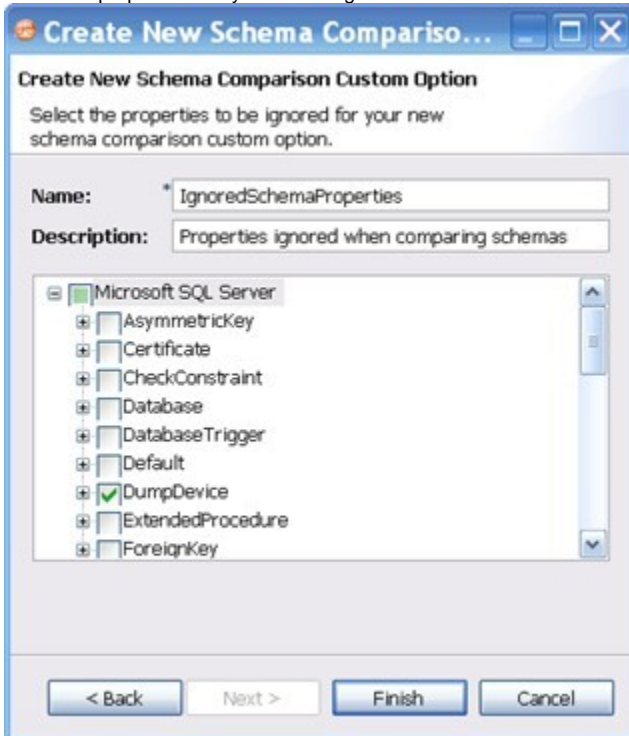 Create New Schema Compariso...
Create New Schema Comparison Custom Option
Select the properties to be ignored for your new
schema comparison custom option.
Name: * IgnoredSchemaProperties
Description: Properties ignored when comparing schemas
Microsoft SQL Server
AsymmetricKey
Certificate
CheckConstraint
Database
DatabaseTrigger
Default
DumpDevice
ExtendedProcedure
ForeignKey
< Back Next > Finish Cancel